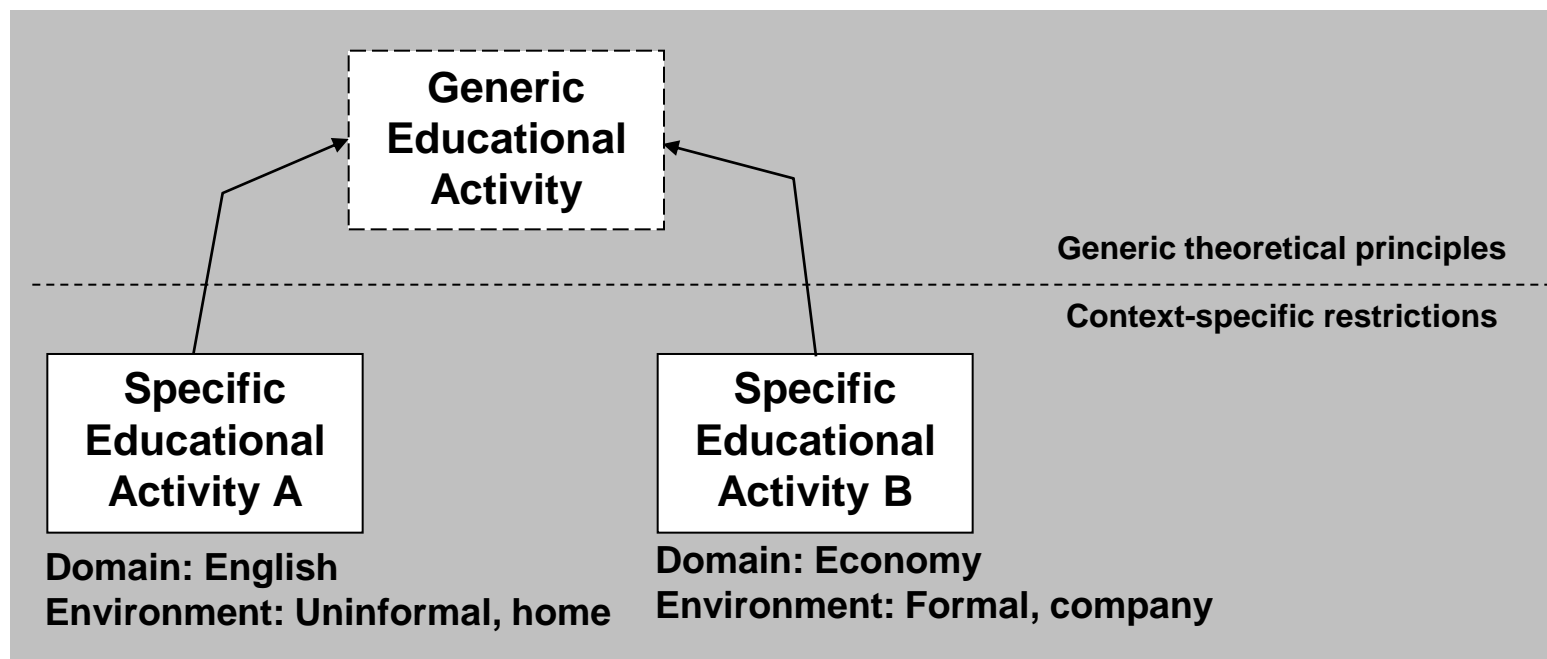 Generic
Educational
Activity
Generic theoretical principles
Context-specific restrictions
Specific
Educational
Activity A
Domain: English
Environment: Uninformal, home
Specific
Educational
Activity B
Domain: Economy
Environment: Formal, company